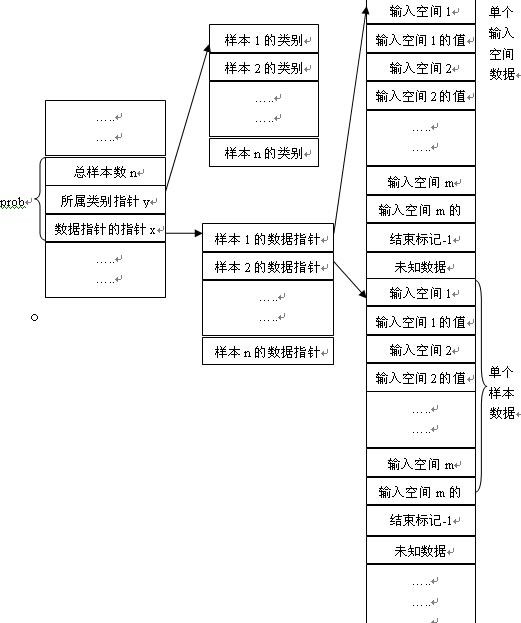 …..
…..
prob
总样本数 n
所属类别指针 y
数据指针的指针 x
…..
…..
样本 1 的类别
样本 2 的类别
…..
…..
样本 n 的类别
样本 1 的数据指针
样本 2 的数据指针
…..
…..
样本 n 的数据指针
输入空间 1
输入空间 1 的值
输入空间 2
输入空间 2 的值
…..
…..
输入空间 m
输入空间 m 的
结束标记-1
未知数据
输入空间 1
输入空间 1 的值
输入空间 2
输入空间 2 的值
…..
…..
输入空间 m
输入空间 m 的
结束标记-1
未知数据
…..
…..
单个
输入
空间
数据
单个
样本
数据